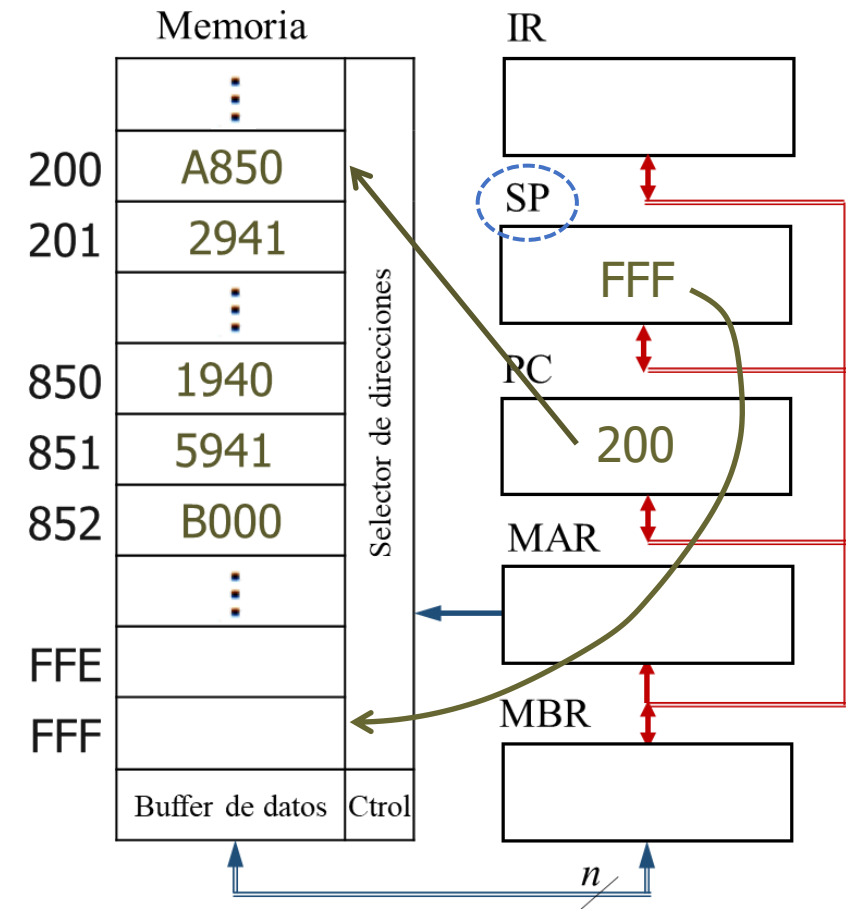 Memoria
200 A850
201 2941
850 1940
851 5941
852 B000
FFE
FFF
Buffer de datos
Ctrol
Selector de direcciones
IR
SP
FFF
PC
200
MAR
MBR
n